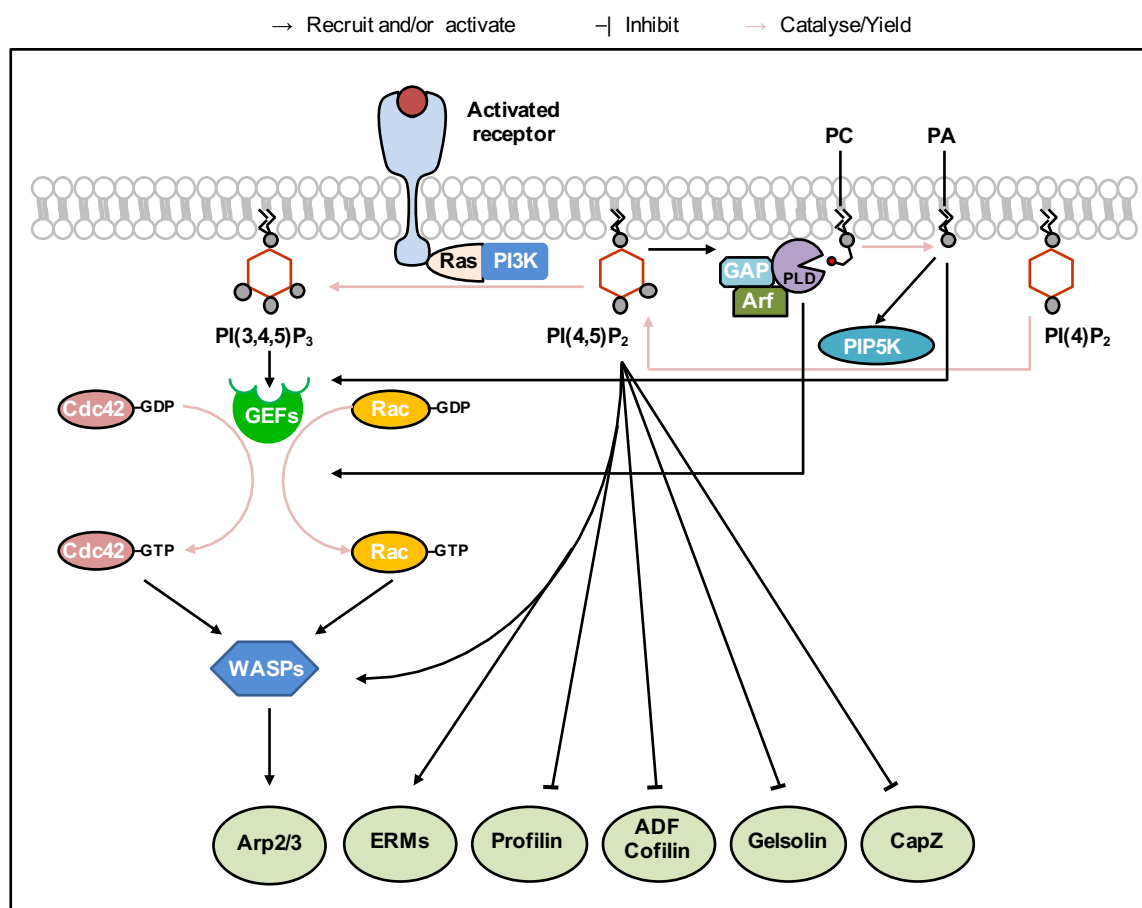 → Recruit and/or activate –| Inhibit → Catalyse/Yield
Activated
receptor
PC PA
Ras PI3K
GAP
PLD
Arf
PI(3,4,5)P3 PI(4,5)P2 PIP5K PI(4)P2
Cdc42 -GDP GEFs Rac -GDP
Cdc42 -GTP Rac -GTP
WASPs
Arp2/3 ERMs Profilin ADF
Cofilin Gelsolin CapZ